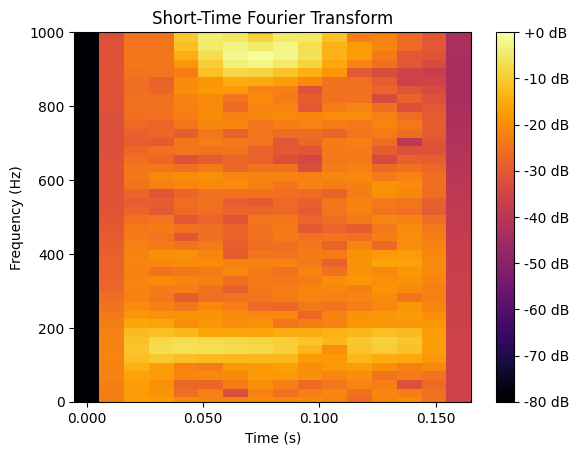 Short-Time Fourier Transform
1000
800
600
400
200
0
Frequency (Hz)
0.000
0.050
0.100
0.150
Time (s)
+0 dB
-10 dB
-20 dB
-30 dB
-40 dB
-50 dB
-60 dB
-70 dB
-80 dB